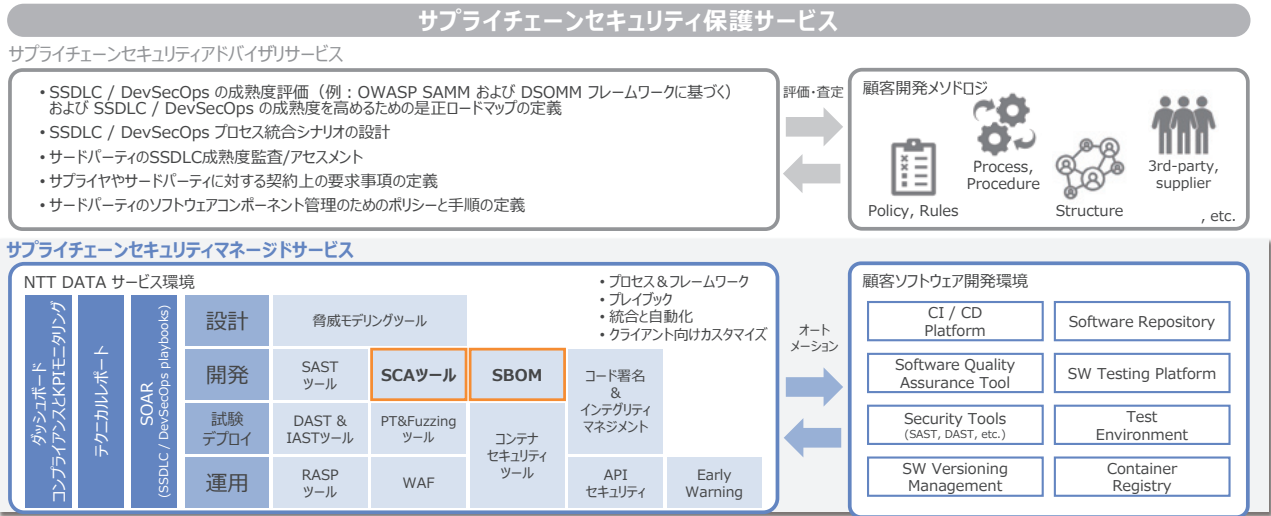 サプライチェーンセキュリティ保護サービス
サプライチェーンセキュリティアドバイザリサービス
• SSDLC / DevSecOps の成熟度評価（例：OWASP SAMM および DSOMM フレームワークに基づく）
および SSDLC / DevSecOps の成熟度を高めるための是正ロードマップの定義
• SSDLC / DevSecOps プロセス統合シナリオの設計
• サードパーティのSSDLC成熟度監査/アセスメント
• サプライヤやサードパーティに対する契約上の要求事項の定義
• サードパーティのソフトウェアコンポーネント管理のためのポリシーと手順の定義
評価・査定
顧客開発メソドロジ
Policy, Rules
Process,
Procedure
Structure
3rd-party,
supplier
, etc.
サプライチェーンセキュリティマネージドサービス
NTT DATA サービス環境
• プロセス＆フレームワーク
• プレイブック
• 統合と自動化
• クライアント向けカスタマイズ
ダッシュボード
コンプライアンスとKPIモニタリング
テクニカルレポート
SOAR
(SSDLC / DevSecOps playbooks)
設計
脅威モデリングツール
開発
SAST
ツール
SCAツール
SBOM
コード署名
&
インテグリティ
マネジメント
試験
デプロイ
DAST &
IASTツール
PT&Fuzzing
ツール
コンテナ
セキュリティ
ツール
運用
RASP
ツール
WAF
API
セキュリティ
Early
Warning
オート
メーション
顧客ソフトウェア開発環境
CI / CD
Platform
Software Repository
Software Quality
Assurance Tool
SW Testing Platform
Security Tools
(SAST, DAST, etc.)
Test
Environment
SW Versioning
Management
Container
Registry